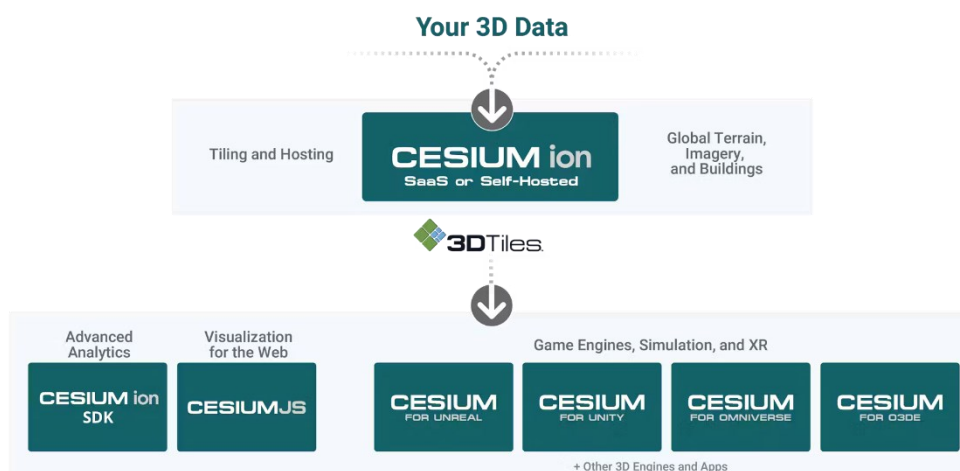 Your 3D Data
Tiling and Hosting
CESIUM ion
SaaS or Self-Hosted
Global Terrain,
Imagery,
and Buildings
3DTiles.
Advanced
Analytics
Visualization
for the Web
Game Engines, Simulation, and XR
CESIUM ion
SDK
CESIUMJS
CESIUM
FOR UNREAL
CESIUM
FOR UNITY
CESIUM
FOR OMNIVERSE
CESIUM
FOR O3DE
+ Other 3D Engines and Apps